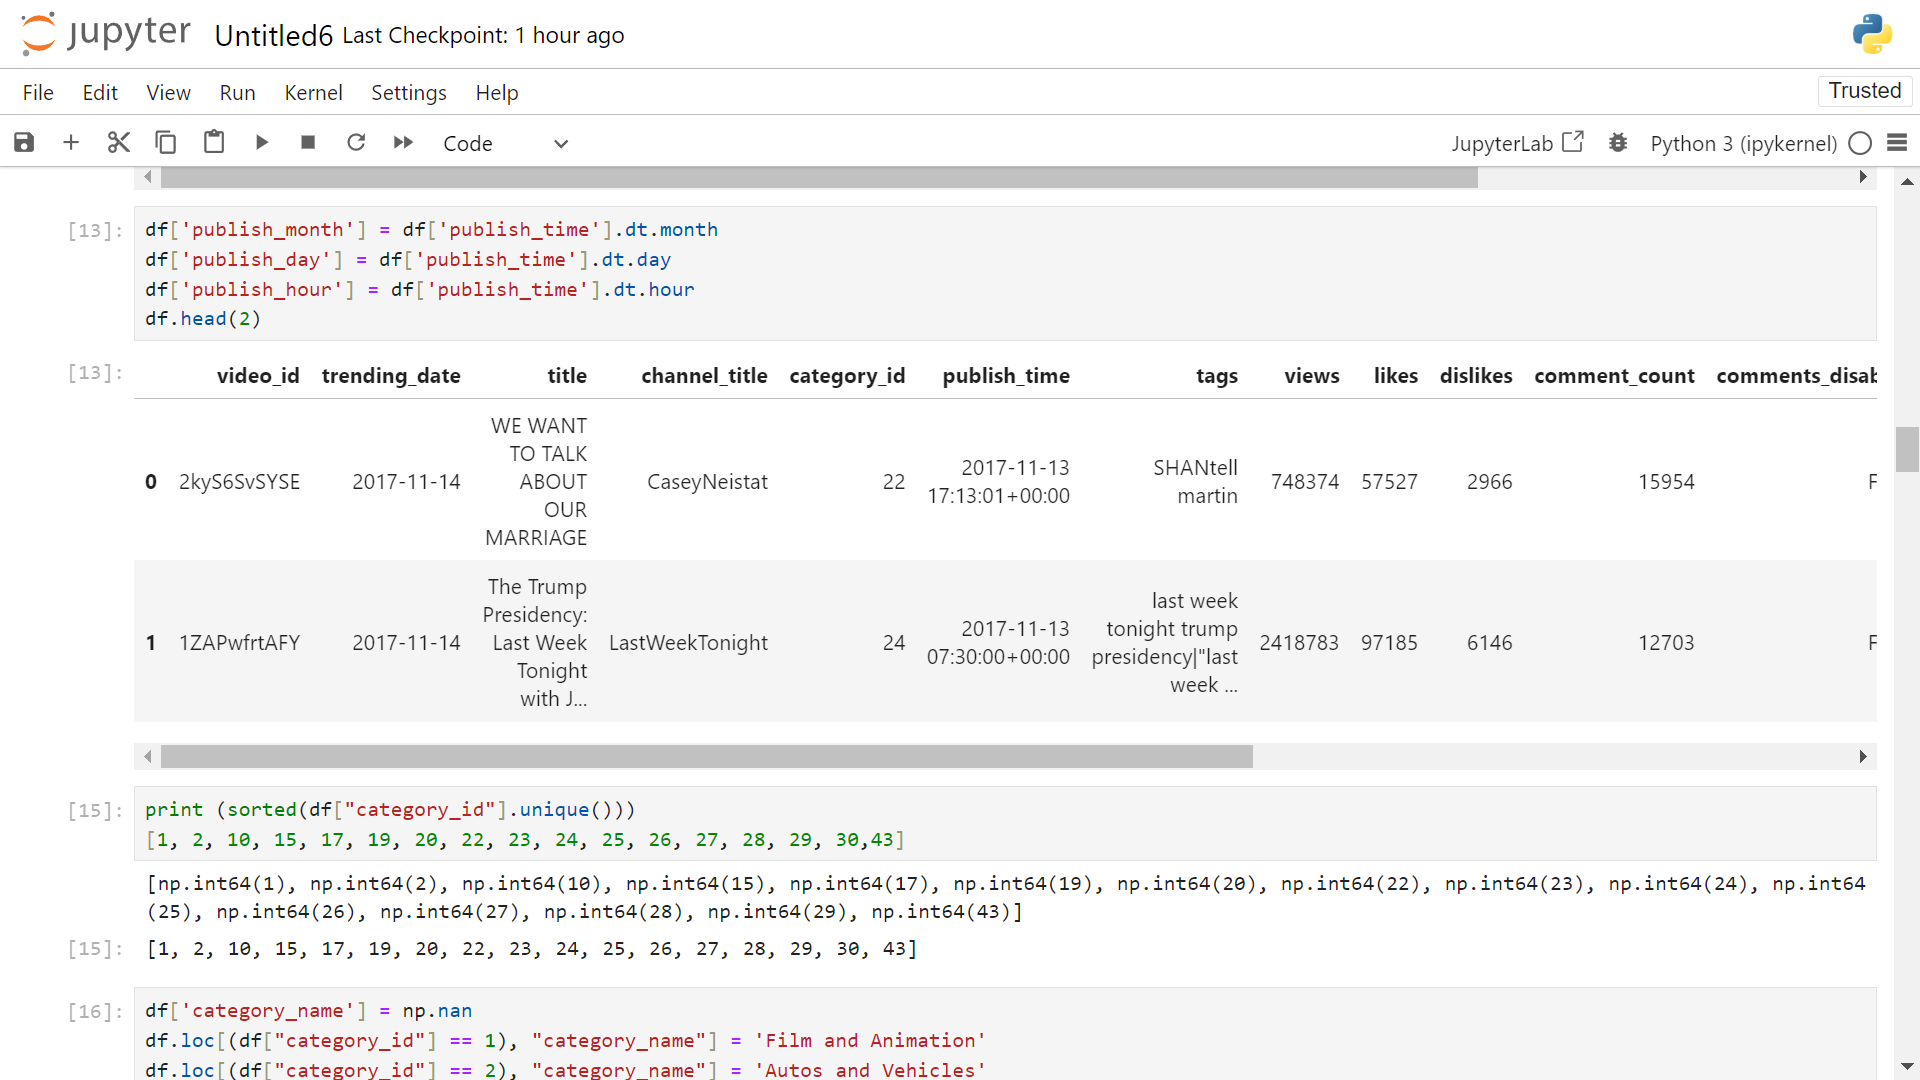 jupyter Untitled6 Last Checkpoint: 1 hour ago
File Edit View Run Kernel Settings Help Trusted
Code JupyterLab Python 3 (ipykernel)
[13]: df['publish_month'] = df['publish_time'].dt.month
df['publish_day'] = df['publish_time'].dt.day
df['publish_hour'] = df['publish_time'].dt.hour
df.head(2)
[13]: video_id trending_date title channel_title category_id publish_time tags views likes dislikes comment_count comments_disab
0 2kyS6SvSYSE 2017-11-14 WE WANT TO TALK ABOUT OUR MARRIAGE CaseyNeistat 22 2017-11-13 17:13:01+00:00 SHANtell martin 748374 57527 2966 15954 F
1 1ZAPwfrtAFY 2017-11-14 The Trump Presidency: Last Week Tonight with J... LastWeekTonight 24 2017-11-13 07:30:00+00:00 last week tonight trump presidency|"last week ... 2418783 97185 6146 12703 F
[15]: print (sorted(df["category_id"].unique()))
[1, 2, 10, 15, 17, 19, 20, 22, 23, 24, 25, 26, 27, 28, 29, 30,43]
[np.int64(1), np.int64(2), np.int64(10), np.int64(15), np.int64(17), np.int64(19), np.int64(20), np.int64(22), np.int64(23), np.int64(24), np.int64
(25), np.int64(26), np.int64(27), np.int64(28), np.int64(29), np.int64(43)]
[15]: [1, 2, 10, 15, 17, 19, 20, 22, 23, 24, 25, 26, 27, 28, 29, 30, 43]
[16]: df['category_name'] = np.nan
df.loc[(df["category_id"] == 1), "category_name"] = 'Film and Animation'
df.loc[(df["category_id"] == 2), "category_name"] = 'Autos and Vehicles'